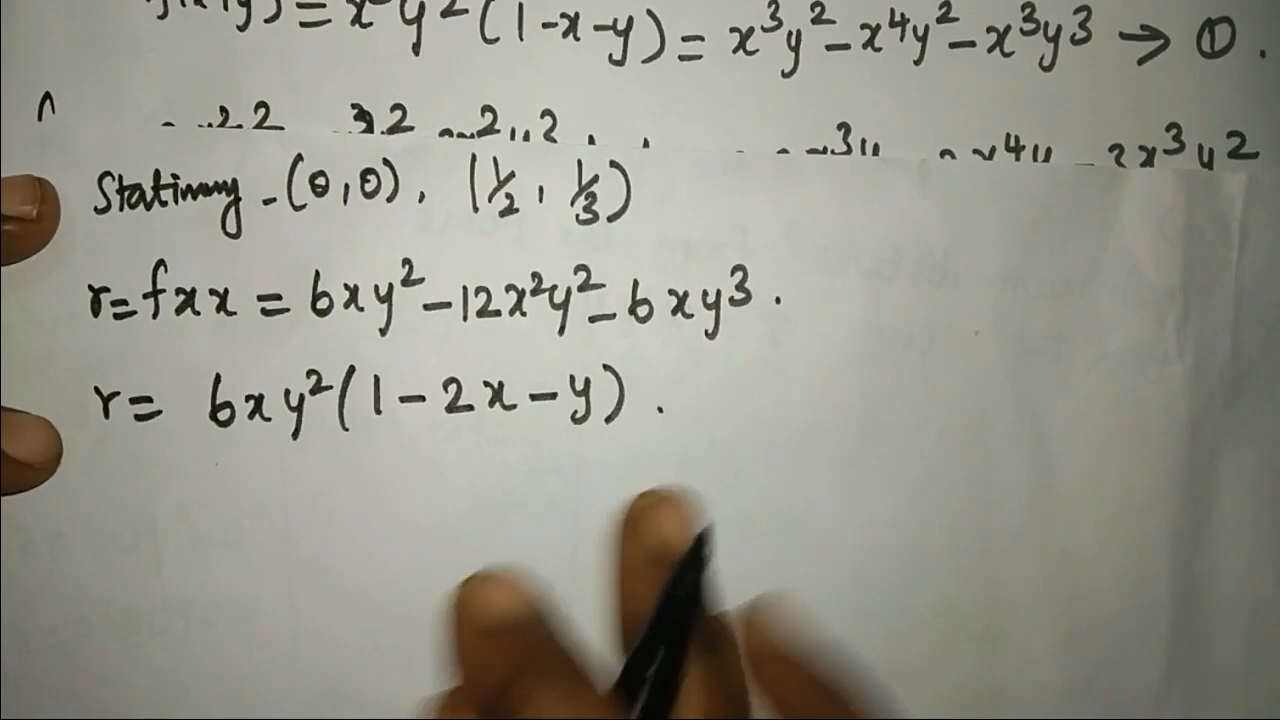 = x³y²(1-x-y) = x³y² - x⁴y² - x³y³ → ①.
2x³y²
Stationary - (0,0), (1/2, 1/3)
r = fxx = 6xy² - 12x²y² - 6xy³.
r = 6xy²(1 - 2x - y).